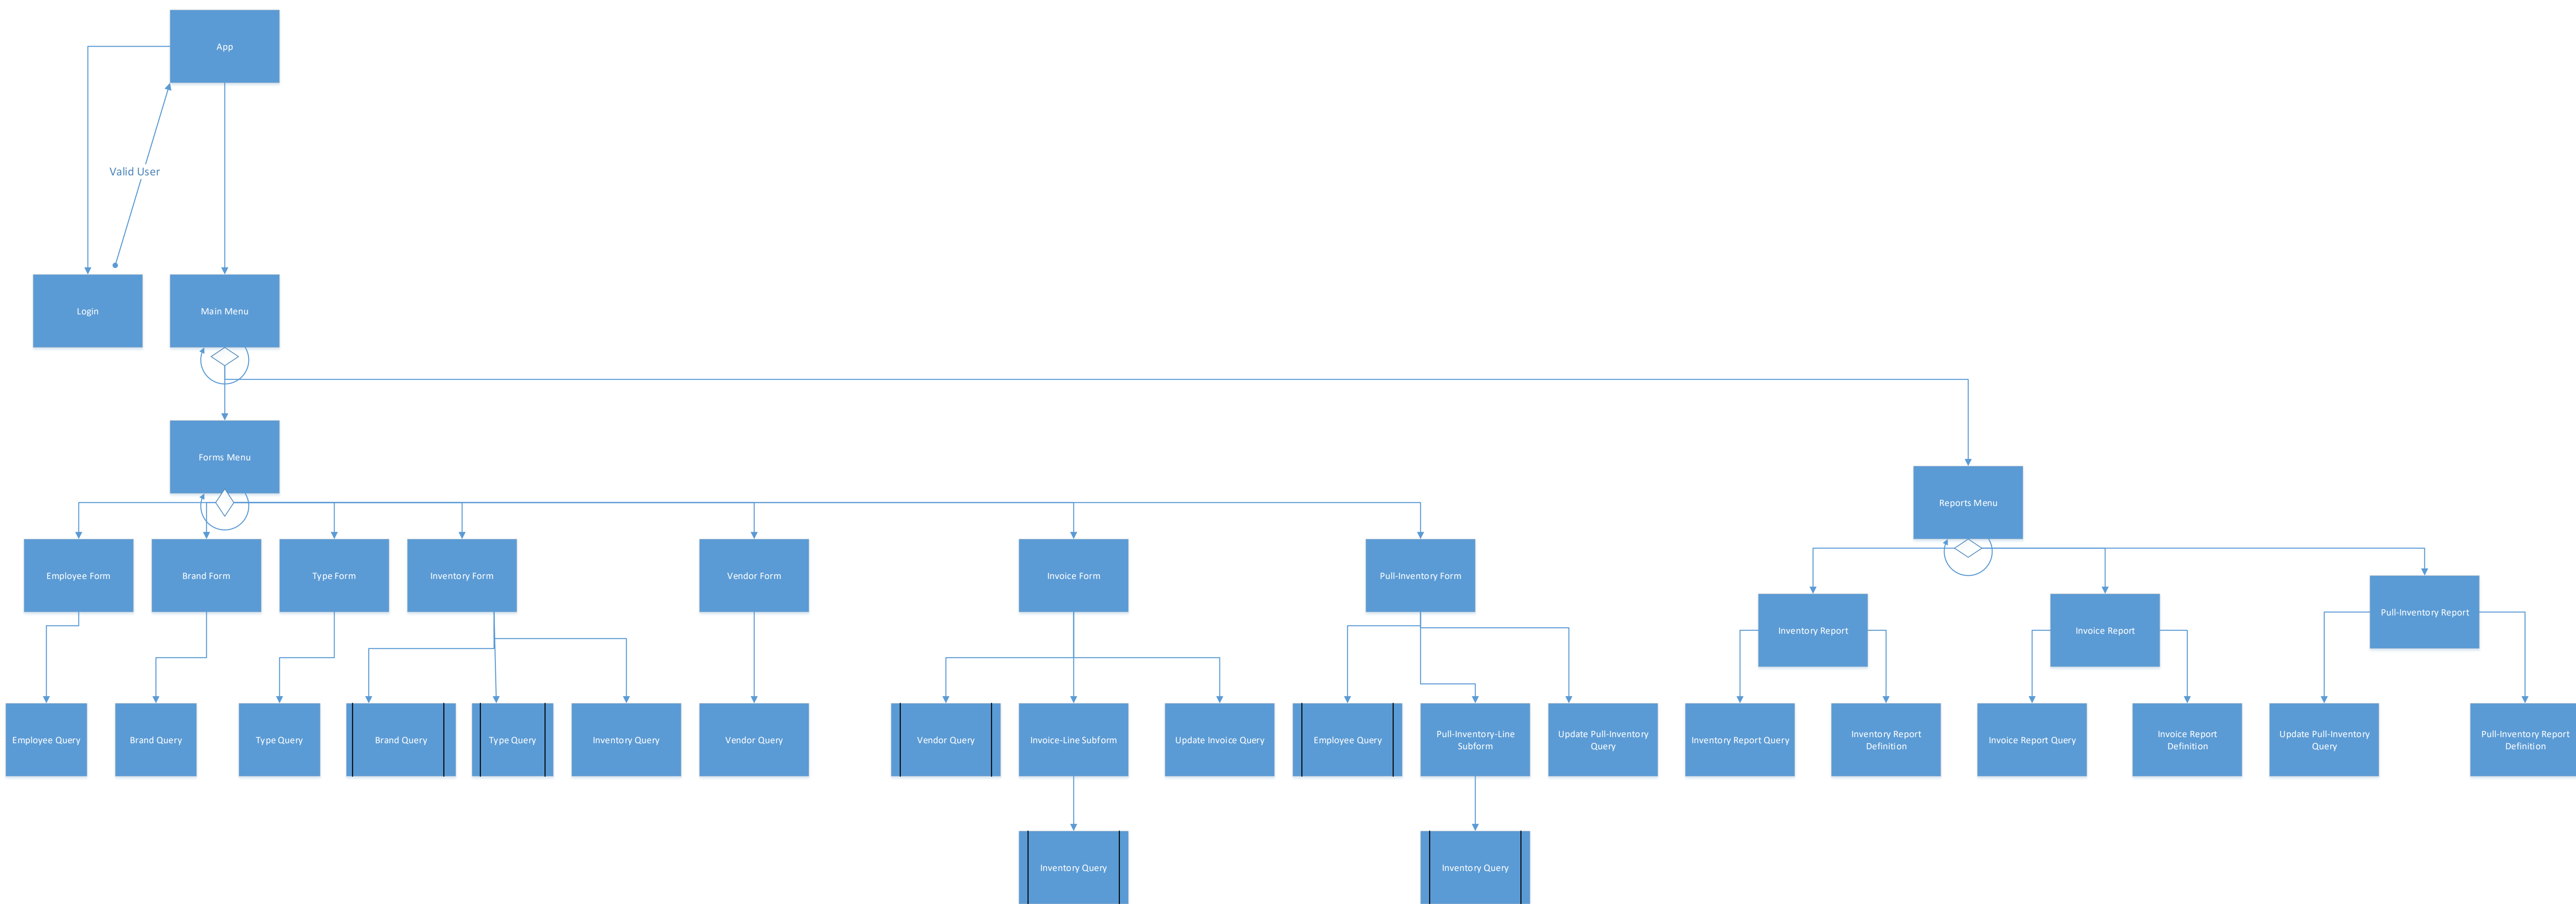 App
Valid User
Login
Main Menu
Forms Menu
Reports Menu
Employee Form
Brand Form
Type Form
Inventory Form
Vendor Form
Invoice Form
Pull-Inventory Form
Inventory Report
Invoice Report
Pull-Inventory Report
Employee Query
Brand Query
Type Query
Brand Query
Type Query
Inventory Query
Vendor Query
Vendor Query
Invoice-Line Subform
Update Invoice Query
Employee Query
Pull-Inventory-Line
Subform
Update Pull-Inventory
Query
Inventory Report Query
Inventory Report
Definition
Invoice Report Query
Invoice Report
Definition
Update Pull-Inventory
Query
Pull-Inventory Report
Definition
Inventory Query
Inventory Query